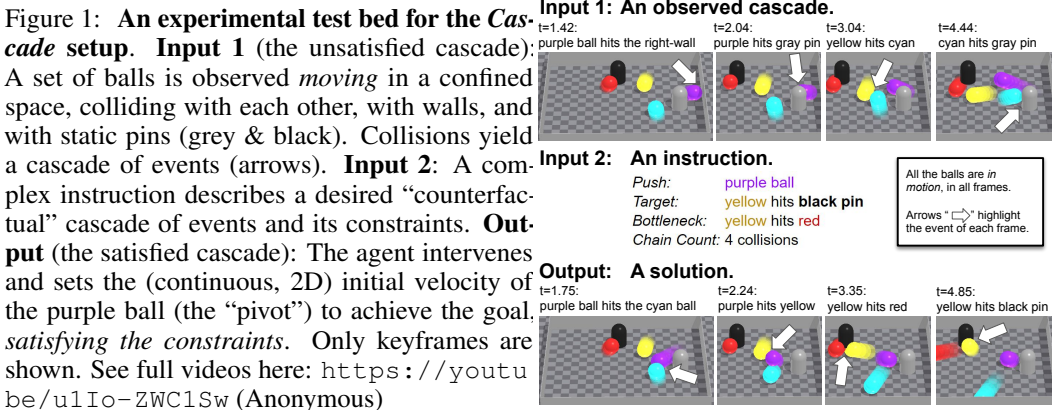 Figure 1: An experimental test bed for the Cas-
cade setup. Input 1 (the unsatisfied cascade):
A set of balls is observed moving in a confined
space, colliding with each other, with walls, and
with static pins (grey & black). Collisions yield
a cascade of events (arrows). Input 2: A com-
plex instruction describes a desired "counterfac-
tual" cascade of events and its constraints. Out-
put (the satisfied cascade): The agent intervenes
and sets the (continuous, 2D) initial velocity of
the purple ball (the "pivot") to achieve the goal,
satisfying the constraints. Only keyframes are
shown. See full videos here: https://youtu
be/u1Io-ZWC1Sw (Anonymous)
Input 1: An observed cascade.
t=1.42:
purple ball hits the right-wall
t=2.04:
purple hits gray pin
t=3.04:
yellow hits cyan
t=4.44:
cyan hits gray pin
Input 2: An instruction.
Push: purple ball
Target: yellow hits black pin
Bottleneck: yellow hits red
Chain Count: 4 collisions
All the balls are in
motion, in all frames.
Arrows " " highlight
the event of each frame.
Output: A solution.
t=1.75:
purple ball hits the cyan ball
t=2.24:
purple hits yellow
t=3.35:
yellow hits red
t=4.85:
yellow hits black pin